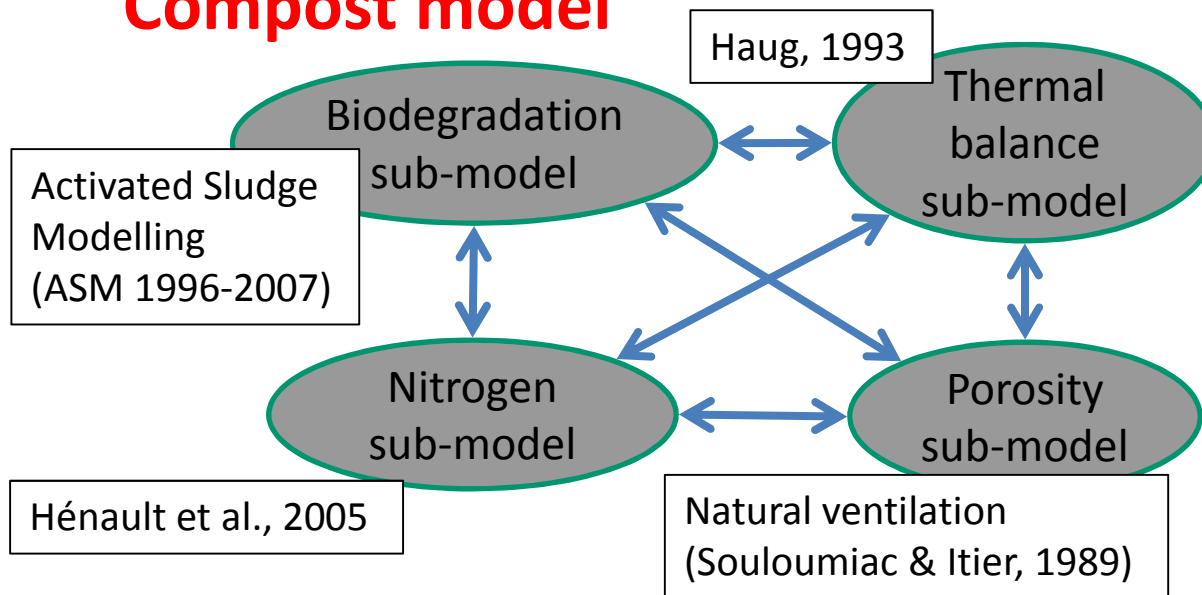 Compost model
Haug, 1993
Biodegradation
sub-model
Thermal
balance
sub-model
Activated Sludge
Modelling
(ASM 1996-2007)
Nitrogen
sub-model
Porosity
sub-model
Hénault et al., 2005
Natural ventilation
(Souloumiac & Itier, 1989)